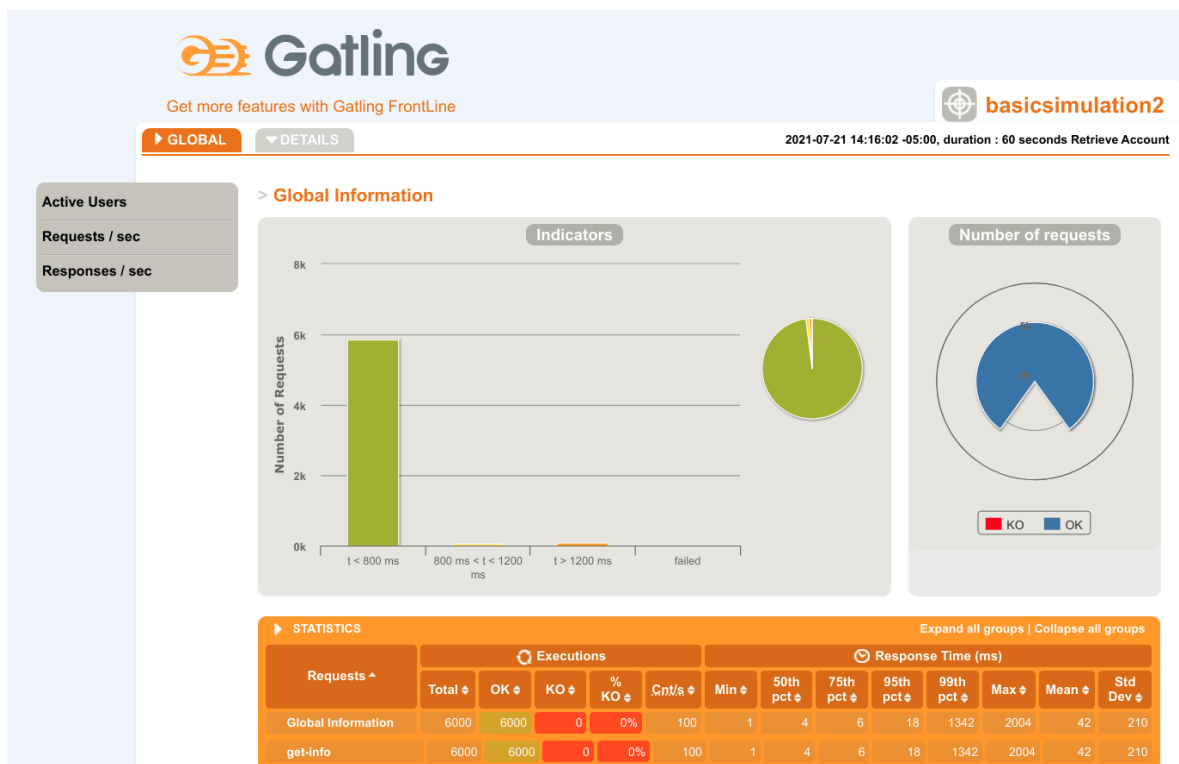 Gatling
Get more features with Gatling FrontLine
basicsimulation2
GLOBAL
DETAILS
2021-07-21 14:16:02 -05:00, duration : 60 seconds Retrieve Account
Active Users
Requests / sec
Responses / sec
> Global Information
Indicators
8k
6k
4k
2k
0k
Number of Requests
t < 800 ms
800 ms < t < 1200
ms
t > 1200 ms
failed
Number of requests
KO OK
STATISTICS
Expand all groups | Collapse all groups
Requests
Executions
Response Time (ms)
Total OK KO % KO Cnt/s Min 50th pct 75th pct 95th pct 99th pct Max Mean Std Dev
Global Information 6000 6000 0 0% 100 1 4 6 18 1342 2004 42 210
get-info 6000 6000 0 0% 100 1 4 6 18 1342 2004 42 210